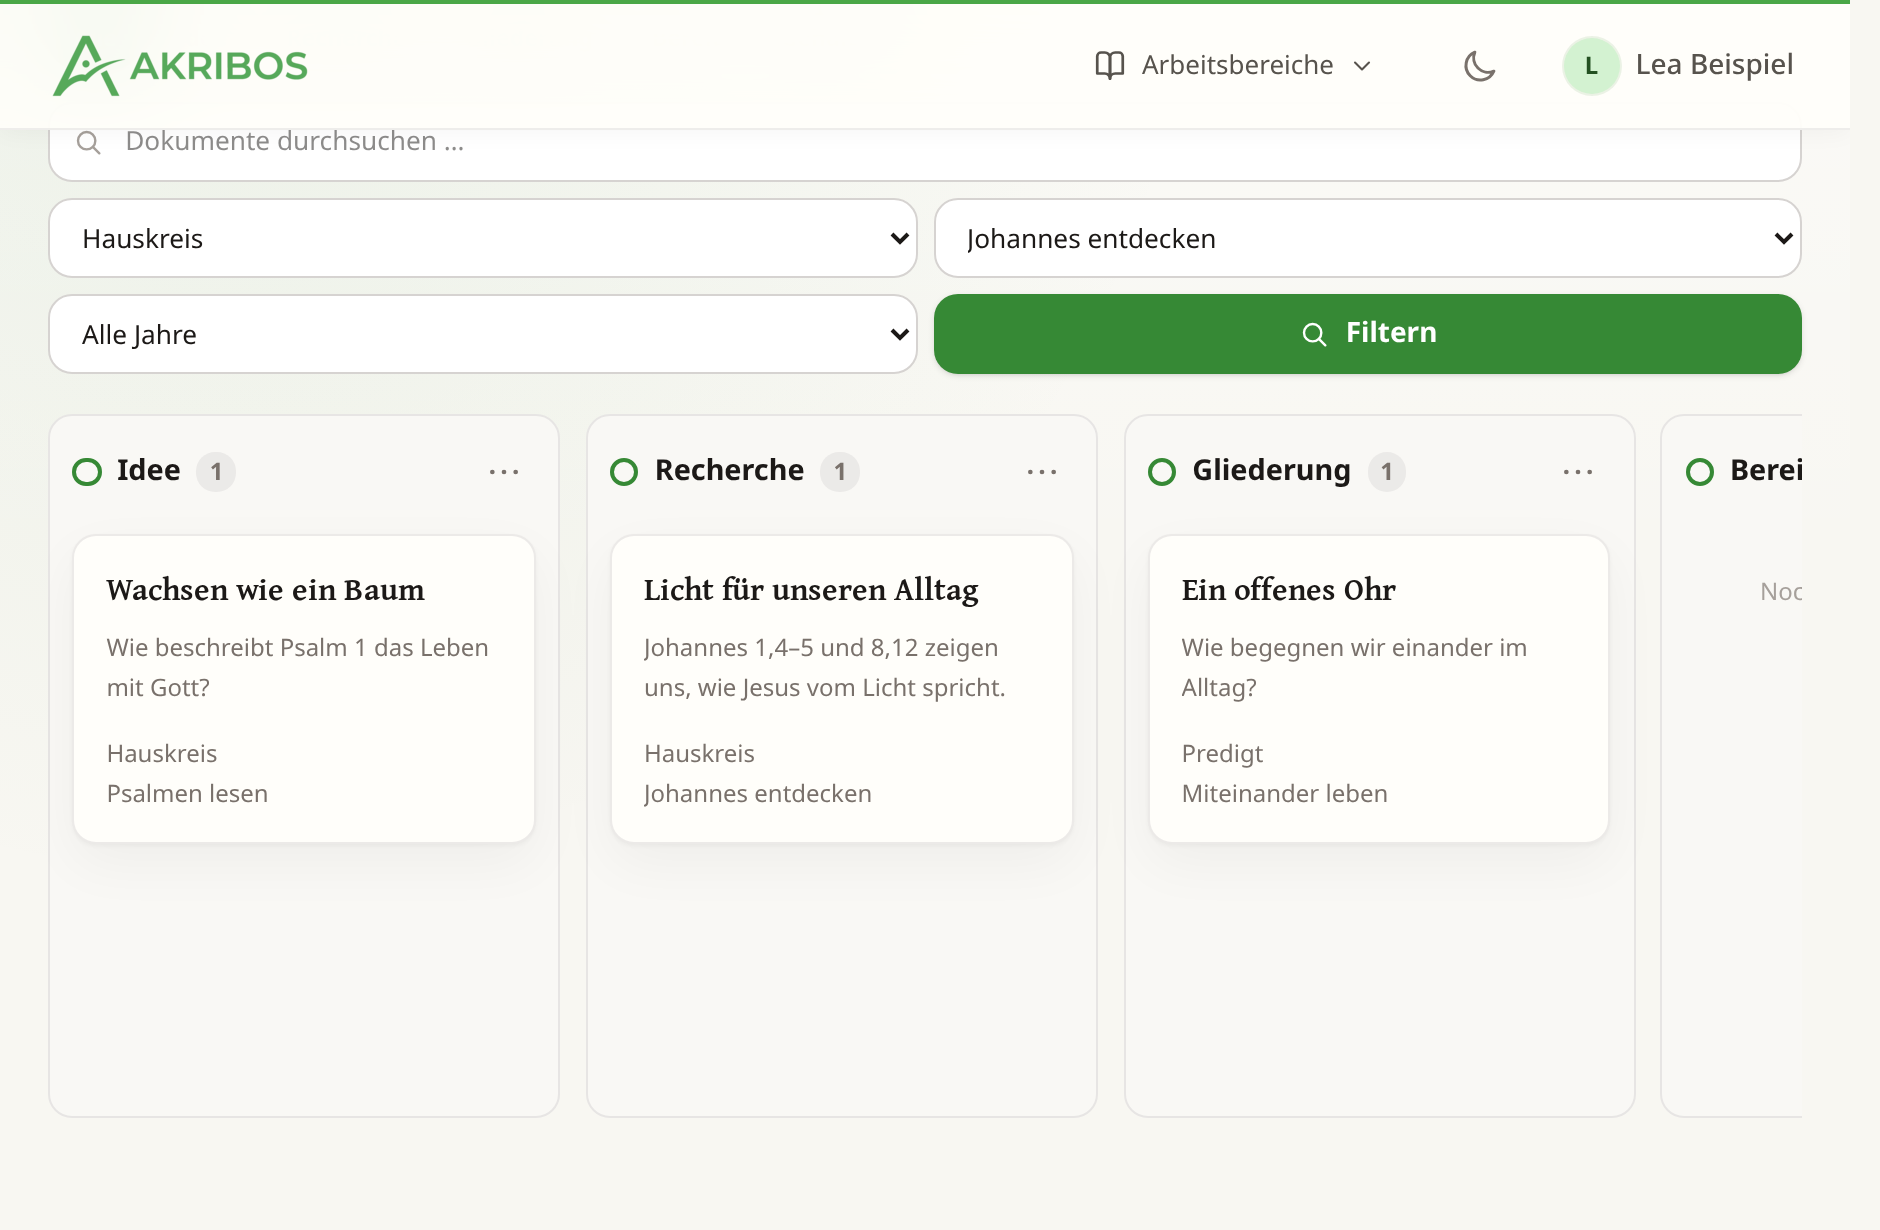 AKRIBOS
Arbeitsbereiche
L
Lea Beispiel
Dokumente durchsuchen ...
Hauskreis
Johannes entdecken
Alle Jahre
Filtern
Idee 1
Wachsen wie ein Baum
Wie beschreibt Psalm 1 das Leben
mit Gott?
Hauskreis
Psalmen lesen
Recherche 1
Licht für unseren Alltag
Johannes 1,4–5 und 8,12 zeigen
uns, wie Jesus vom Licht spricht.
Hauskreis
Johannes entdecken
Gliederung 1
Ein offenes Ohr
Wie begegnen wir einander im
Alltag?
Predigt
Miteinander leben
Berei
Noc